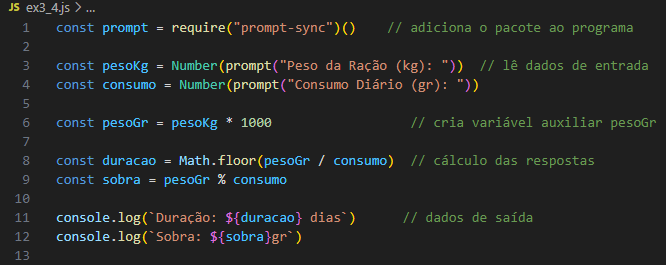 JS ex3_4.js > ...
1 const prompt = require("prompt-sync")() // adiciona o pacote ao programa
2
3 const pesoKg = Number(prompt("Peso da Ração (kg): ")) // lê dados de entrada
4 const consumo = Number(prompt("Consumo Diário (gr): "))
5
6 const pesoGr = pesoKg * 1000 // cria variável auxiliar pesoGr
7
8 const duracao = Math.floor(pesoGr / consumo) // cálculo das respostas
9 const sobra = pesoGr % consumo
10
11 console.log(`Duração: ${duracao} dias`) // dados de saída
12 console.log(`Sobra: ${sobra}gr`)
13